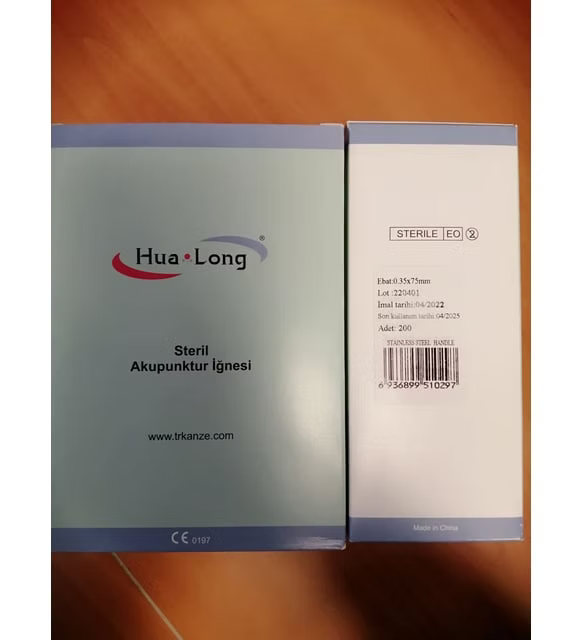 Hua Long ®
Steril
Akupunktur İğnesi
www.trkanze.com
CE 0197
STERILE EO 2
Ebat:0.35x75mm
Lot :220401
İmal tarihi:04/2022
Son kullanım tarihi:04/2025
Adet: 200
STAINLESS STEEL HANDLE
6 936899 510297
Made in China